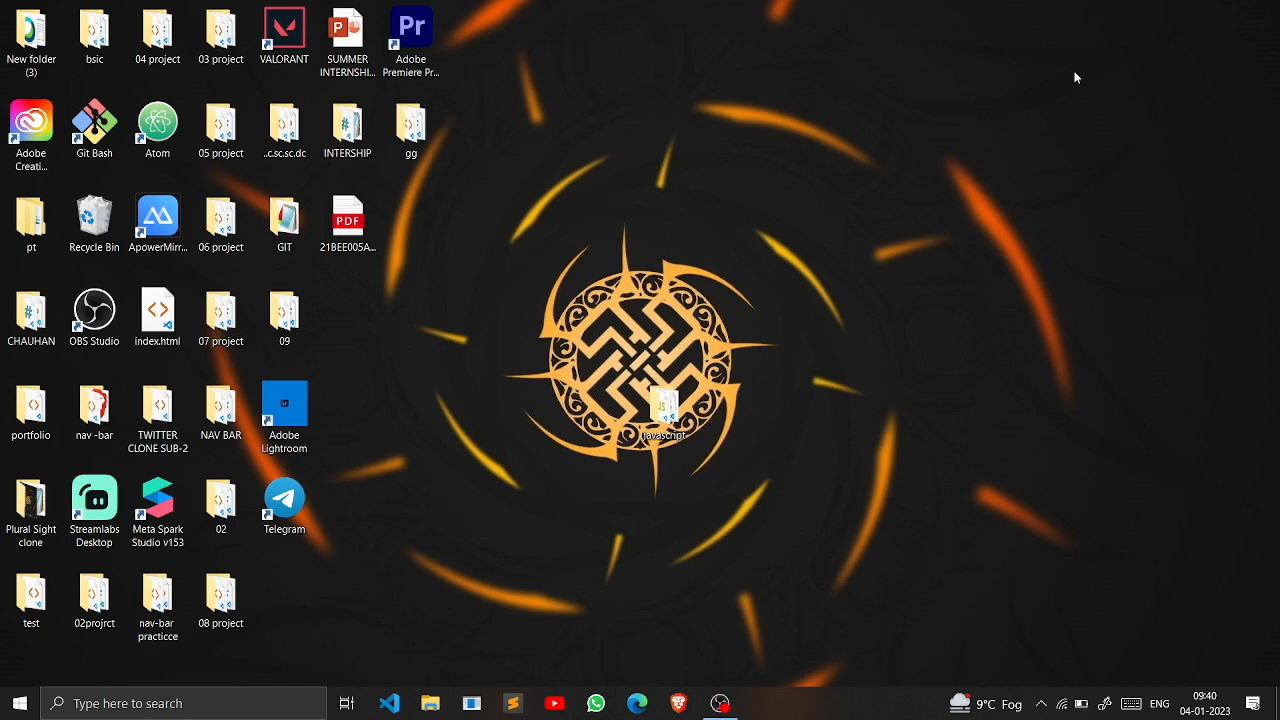 New folder
(3)
bsic
04 project
03 project
VALORANT
SUMMER
INTERNSHI...
Adobe
Premiere Pr...
Adobe
Creati...
Git Bash
Atom
05 project
..c.sc.sc.dc
INTERSHIP
gg
pt
Recycle Bin
ApowerMirr...
06 project
GIT
21BEE005A...
CHAUHAN
OBS Studio
index.html
07 project
09
portfolio
nav -bar
TWITTER
CLONE SUB-2
NAV BAR
Adobe
Lightroom
javascript
Plural Sight
clone
Streamlabs
Desktop
Meta Spark
Studio v153
02
Telegram
test
02projrct
nav-bar
practicce
08 project
P
Pr
PDF
JS
Lr
Type here to search
9°C Fog
ENG
09:40
04-01-2023